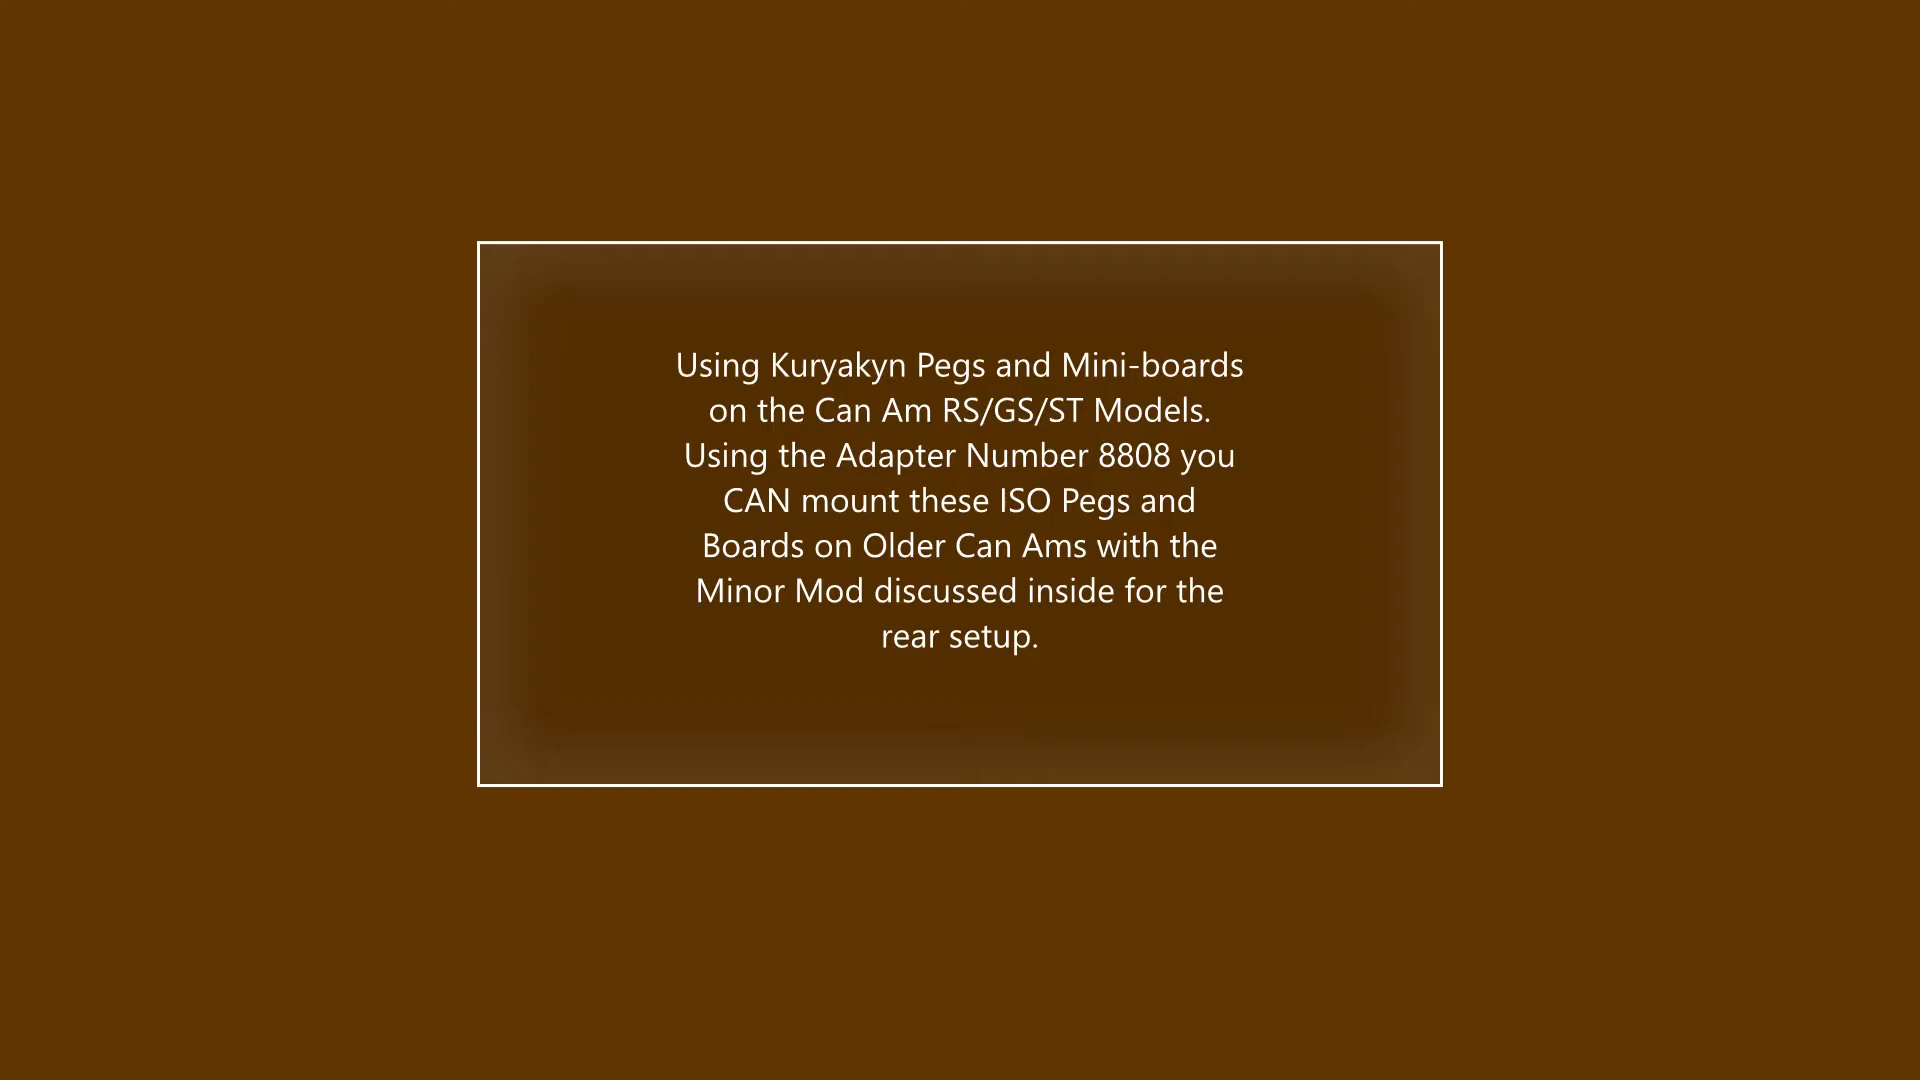 Using Kuryakyn Pegs and Mini-boards
on the Can Am RS/GS/ST Models.
Using the Adapter Number 8808 you
CAN mount these ISO Pegs and
Boards on Older Can Ams with the
Minor Mod discussed inside for the
rear setup.